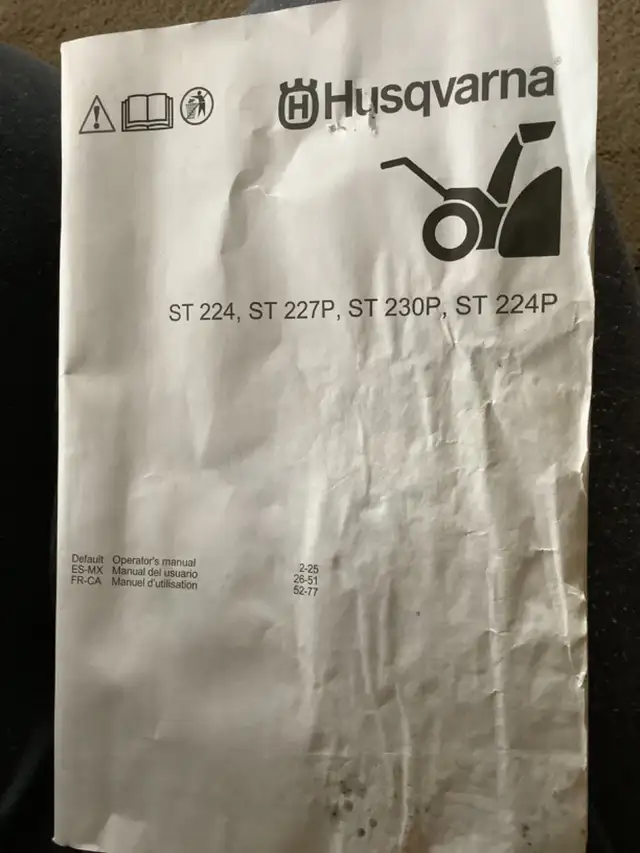 Husqvarna®
ST 224, ST 227P, ST 230P, ST 224P
Default Operator's manual 2-25
ES-MX Manual del usuario 26-51
FR-CA Manuel d'utilisation 52-77